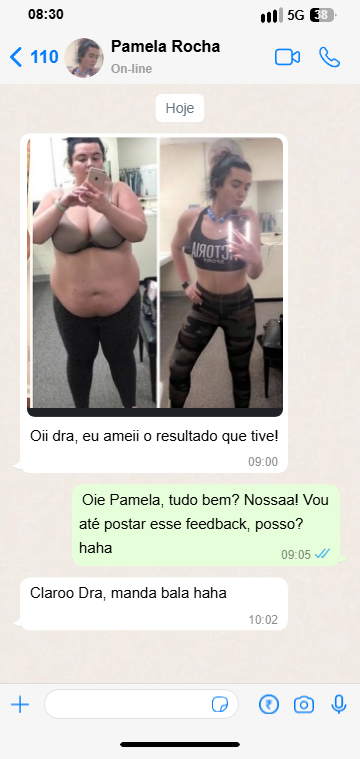 08:30
5G
38
110
Pamela Rocha
On-line
Hoje
Oii dra, eu ameii o resultado que tive!
09:00
Oie Pamela, tudo bem? Nossaa! Vou
até postar esse feedback, posso?
haha
09:05
Claroo Dra, manda bala haha
10:02
₹